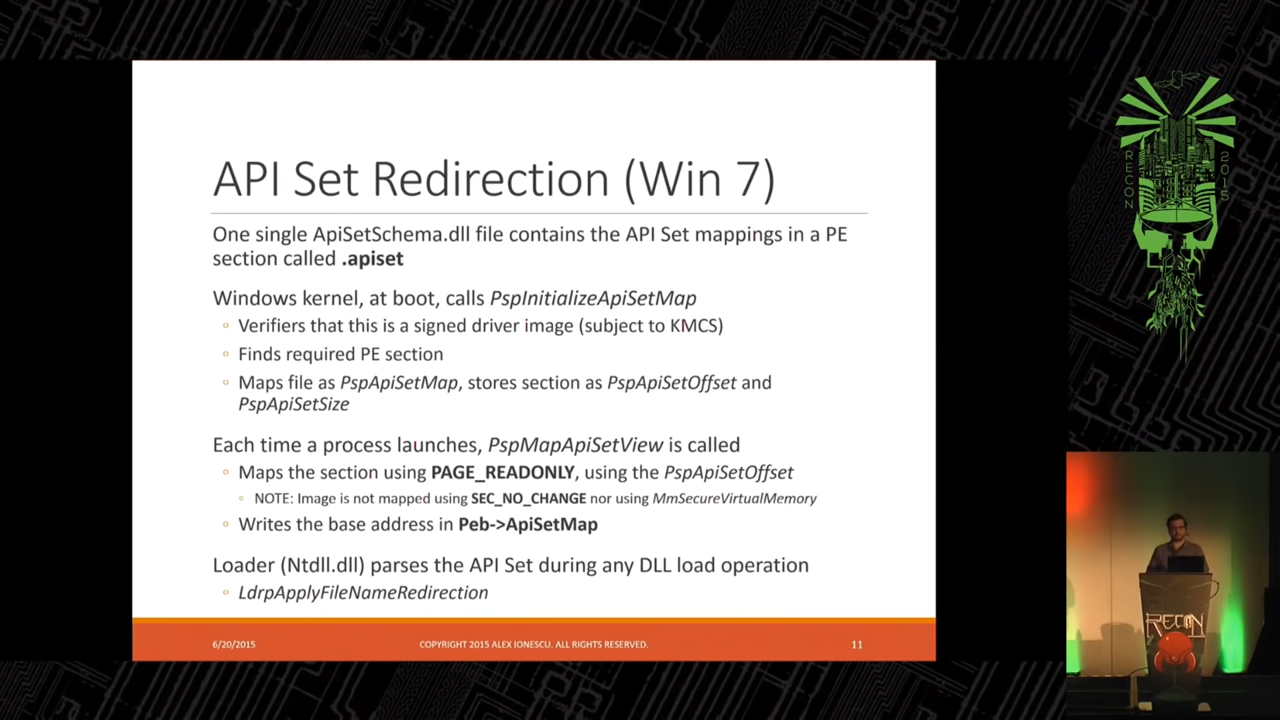 API Set Redirection (Win 7)
One single ApiSetSchema.dll file contains the API Set mappings in a PE
section called .apiset
Windows kernel, at boot, calls PspInitializeApiSetMap
Verifiers that this is a signed driver image (subject to KMCS)
Finds required PE section
Maps file as PspApiSetMap, stores section as PspApiSetOffset and
PspApiSetSize
Each time a process launches, PspMapApiSetView is called
Maps the section using PAGE_READONLY, using the PspApiSetOffset
NOTE: Image is not mapped using SEC_NO_CHANGE nor using MmSecureVirtualMemory
Writes the base address in Peb->ApiSetMap
Loader (Ntdll.dll) parses the API Set during any DLL load operation
LdrpApplyFileNameRedirection
6/20/2015
COPYRIGHT 2015 ALEX IONESCU. ALL RIGHTS RESERVED.
11
RECON
2015
RECON